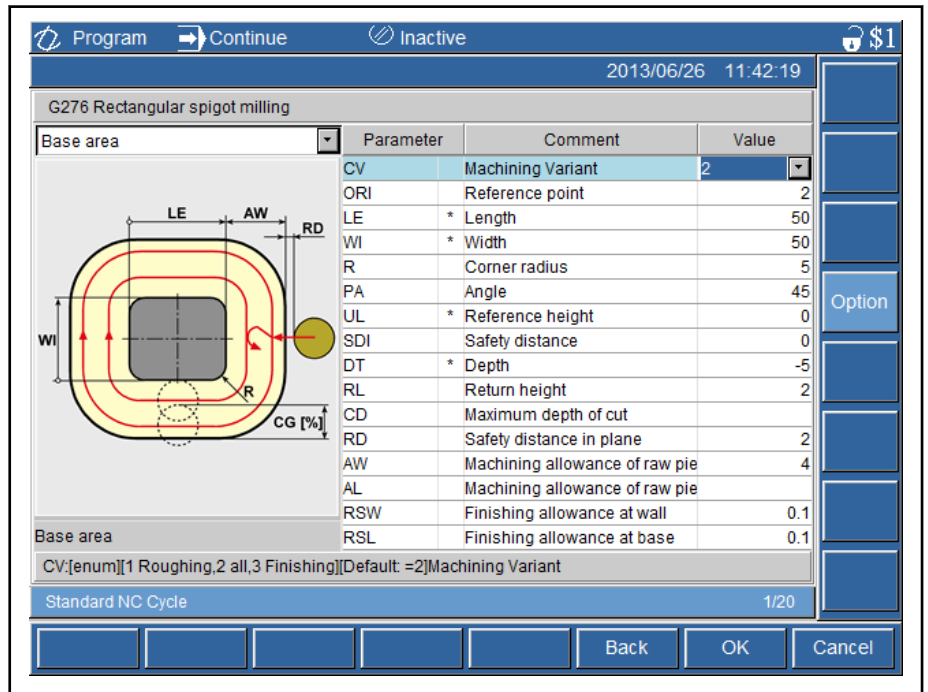 Program Continue Inactive $1
2013/06/26 11:42:19
G276 Rectangular spigot milling
Base area Parameter Comment Value
CV Machining Variant 2
ORI Reference point 2
LE * Length 50
WI * Width 50
R Corner radius 5
PA Angle 45
UL * Reference height 0
SDI Safety distance 0
DT * Depth -5
RL Return height 2
CD Maximum depth of cut
RD Safety distance in plane 2
AW Machining allowance of raw pie 4
AL Machining allowance of raw pie
RSW Finishing allowance at wall 0.1
RSL Finishing allowance at base 0.1
LE AW
RD
WI
R
CG [%]
Base area
CV:[enum][1 Roughing,2 all,3 Finishing][Default: =2]Machining Variant
Standard NC Cycle 1/20
Option
Back OK Cancel